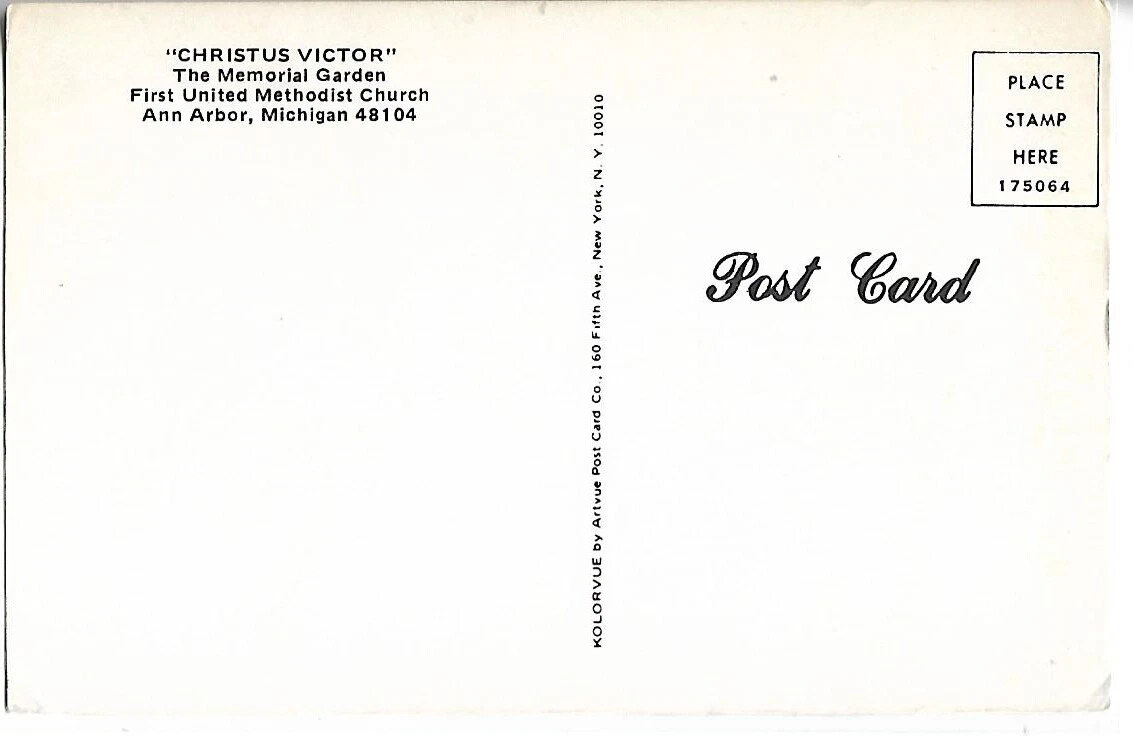 "CHRISTUS VICTOR"
The Memorial Garden
First United Methodist Church
Ann Arbor, Michigan 48104
KOLORVUE by Artvue Post Card Co., 160 Fifth Ave., New York, N. Y. 10010
PLACE
STAMP
HERE
175064
Post Card